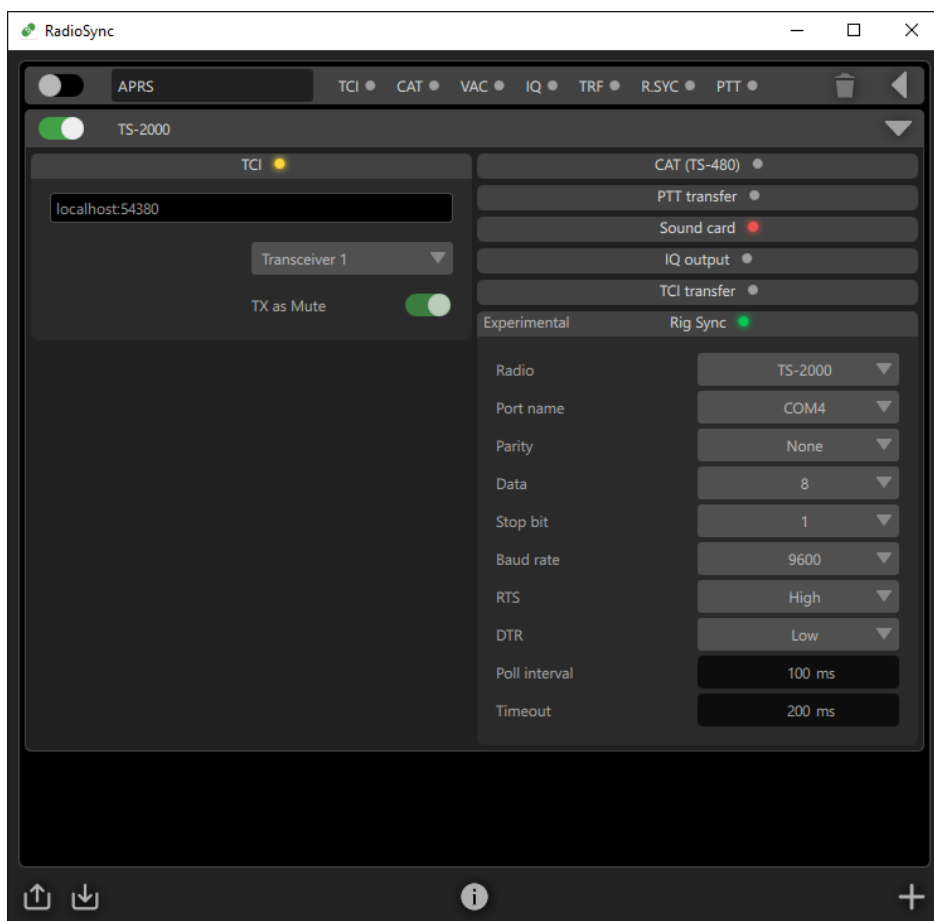 RadioSync
APRS TCI CAT VAC IQ TRF R.SYC PTT
TS-2000
TCI
localhost:54380
Transceiver 1
TX as Mute
CAT (TS-480)
PTT transfer
Sound card
IQ output
TCI transfer
Experimental Rig Sync
Radio TS-2000
Port name COM4
Parity None
Data 8
Stop bit 1
Baud rate 9600
RTS High
DTR Low
Poll interval 100 ms
Timeout 200 ms